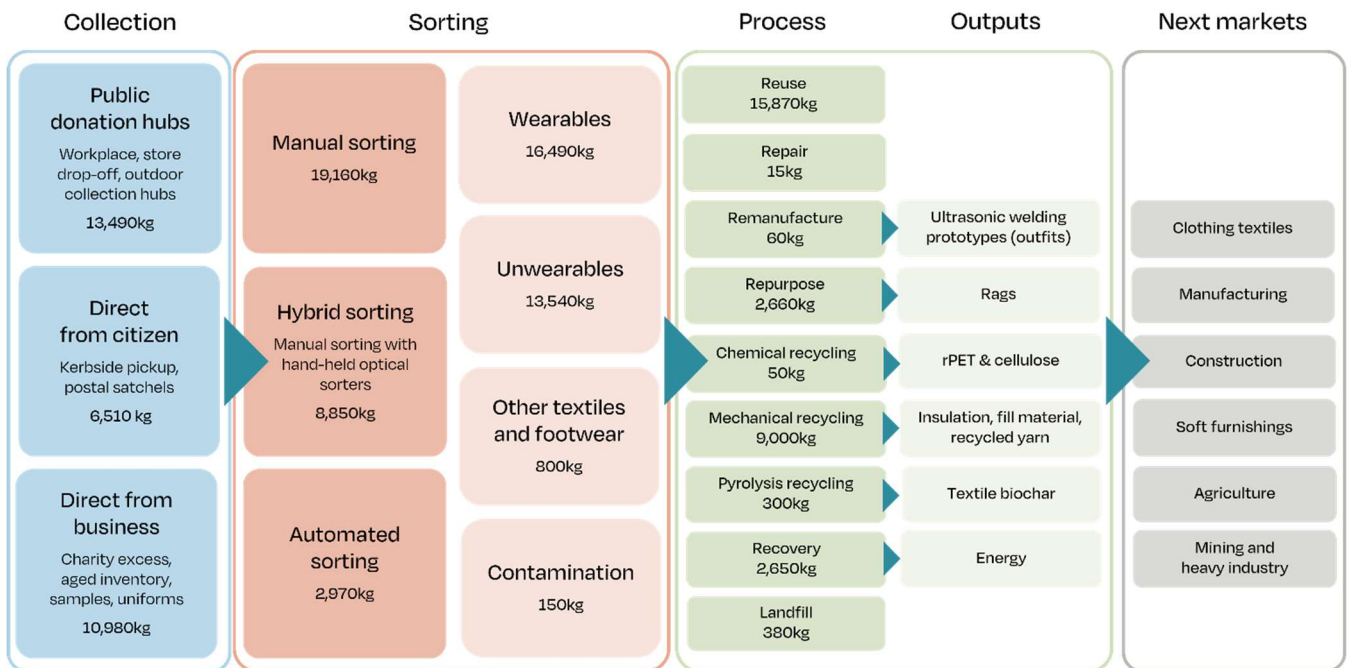 Collection
Sorting
Process
Outputs
Next markets
Public
donation hubs
Workplace, store
drop-off, outdoor
collection hubs
13,490kg
Direct
from citizen
Kerbside pickup,
postal satchels
6,510 kg
Direct from
business
Charity excess,
aged inventory,
samples, uniforms
10,980kg
Manual sorting
19,160kg
Hybrid sorting
Manual sorting with
hand-held optical
sorters
8,850kg
Automated
sorting
2,970kg
Wearables
16,490kg
Unwearables
13,540kg
Other textiles
and footwear
800kg
Contamination
150kg
Reuse
15,870kg
Repair
15kg
Remanufacture
60kg
Repurpose
2,660kg
Chemical recycling
50kg
Mechanical recycling
9,000kg
Pyrolysis recycling
300kg
Recovery
2,650kg
Landfill
380kg
Ultrasonic welding
prototypes (outfits)
Rags
rPET & cellulose
Insulation, fill material,
recycled yarn
Textile biochar
Energy
Clothing textiles
Manufacturing
Construction
Soft furnishings
Agriculture
Mining and
heavy industry